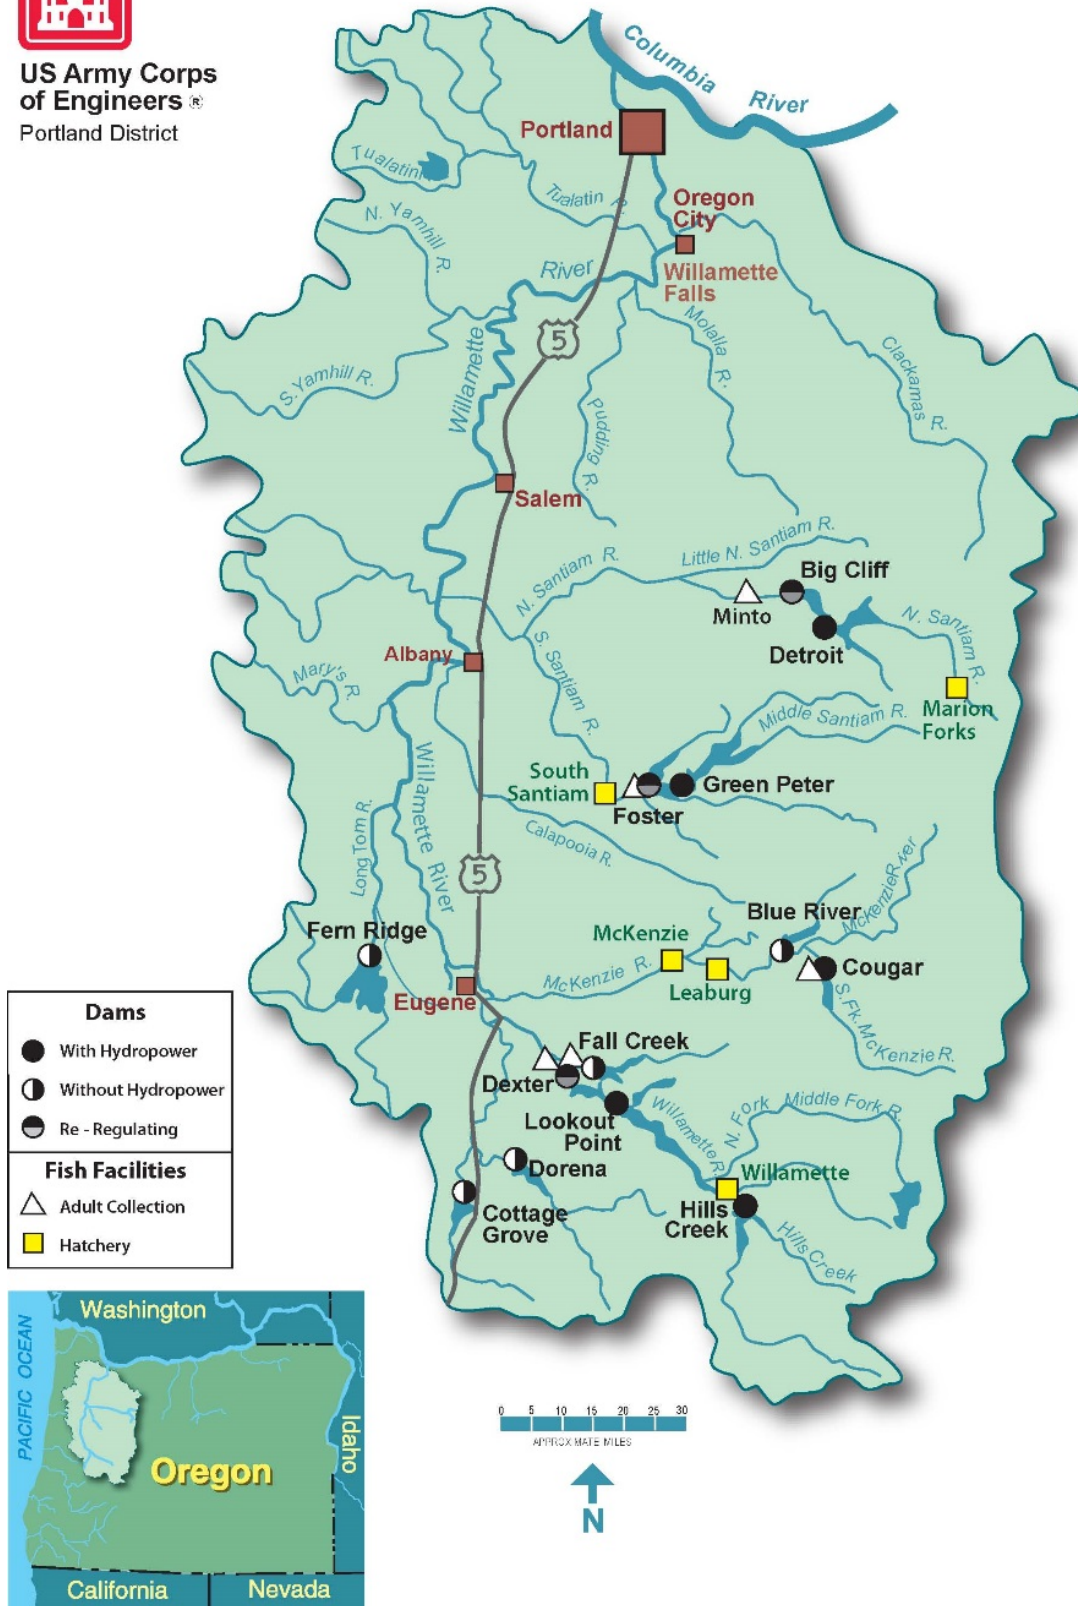 US Army Corps
of Engineers ®
Portland District
Columbia River
Portland
Tualatin
Tualatin R.
Oregon
City
N. Yamhill R.
River
Willamette
Falls
Molalla R.
5
Willamette
Clackamas R.
S. Yamhill R.
Pudding R.
Salem
Little N. Santiam R.
N. Santiam R.
Big Cliff
Minto
N. Santiam R.
S. Santiam R.
Detroit
Albany
Mary's R.
Marion
Forks
Middle Santiam R.
South
Santiam
Green Peter
Foster
Willamette River
Long Tom R.
Calapooia R.
5
McKenzie River
Blue River
Fern Ridge
McKenzie
McKenzie R.
Cougar
Leaburg
Eugene
S. Fk. McKenzie R.
Fall Creek
Dexter
Lookout
Point
Willamette R.
N. Fork Middle Fork R.
Dorena
Willamette
Cottage
Grove
Hills
Creek
Hills Creek
Dams
With Hydropower
Without Hydropower
Re - Regulating
Fish Facilities
Adult Collection
Hatchery
Washington
PACIFIC OCEAN
Idaho
Oregon
California
Nevada
0 5 10 15 20 25 30
APPROXIMATE MILES
N